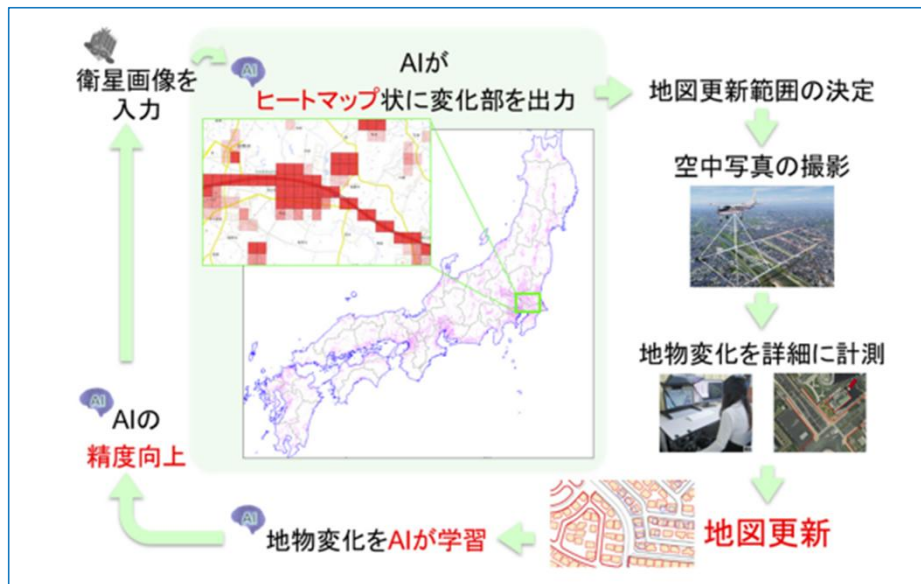 衛星画像を
入力
AI
AIが
ヒートマップ状に変化部を出力
地図更新範囲の決定
空中写真の撮影
地物変化を詳細に計測
地図更新
AI
地物変化をAIが学習
AI
AIの
精度向上